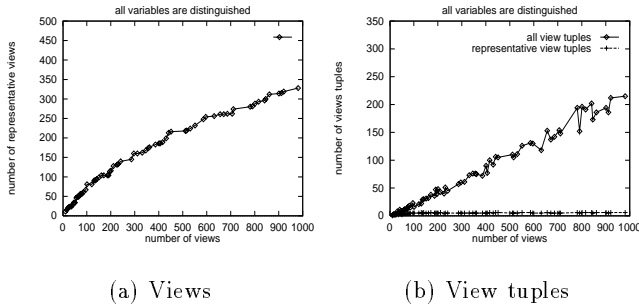 all variables are distinguished
500
450
400
350
300
250
200
150
100
50
0
0 100 200 300 400 500 600 700 800 900 1000
number of representative views
number of views
(a) Views
all variables are distinguished
350
300
250
200
150
100
50
0
0 100 200 300 400 500 600 700 800 900 1000
number of views tuples
number of views
all view tuples
representative view tuples
(b) View tuples